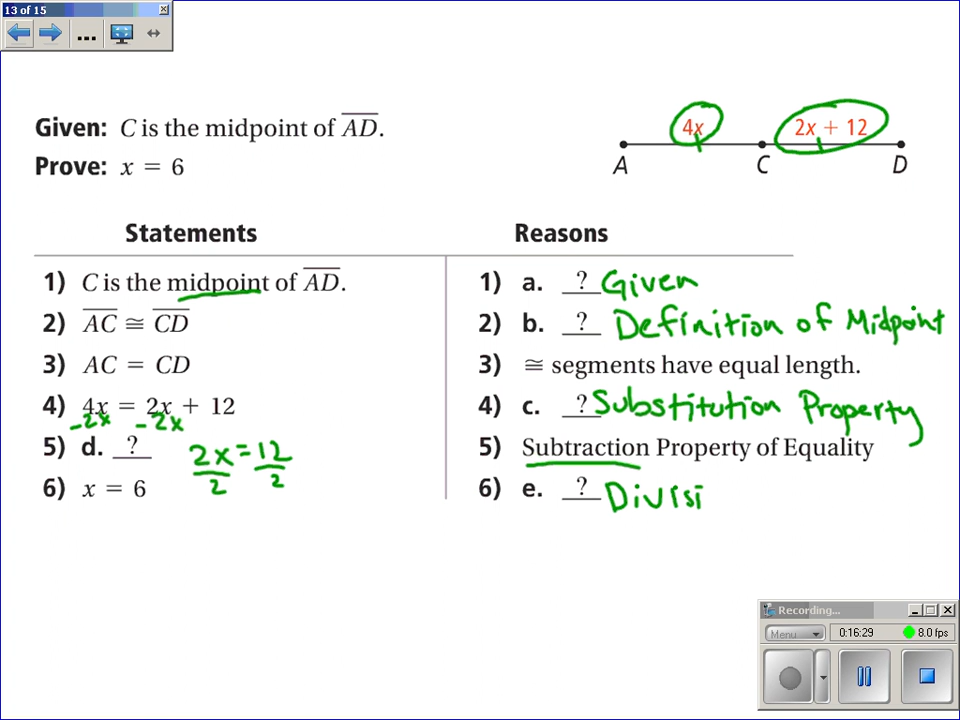 13 of 15
...
Given: C is the midpoint of AD.
4x 2x + 12
Prove: x = 6
A C D
Statements Reasons
1) C is the midpoint of AD. 1) a. ? Given
2) AC ≅ CD 2) b. ? Definition of Midpoint
3) AC = CD 3) ≅ segments have equal length.
4) 4x = 2x + 12 4) c. ? Substitution Property
-2x -2x
5) d. ? 2x = 12 5) Subtraction Property of Equality
2 2
6) x = 6 6) e. ? Divisi
Recording...
Menu 0:16:29 8.0 fps